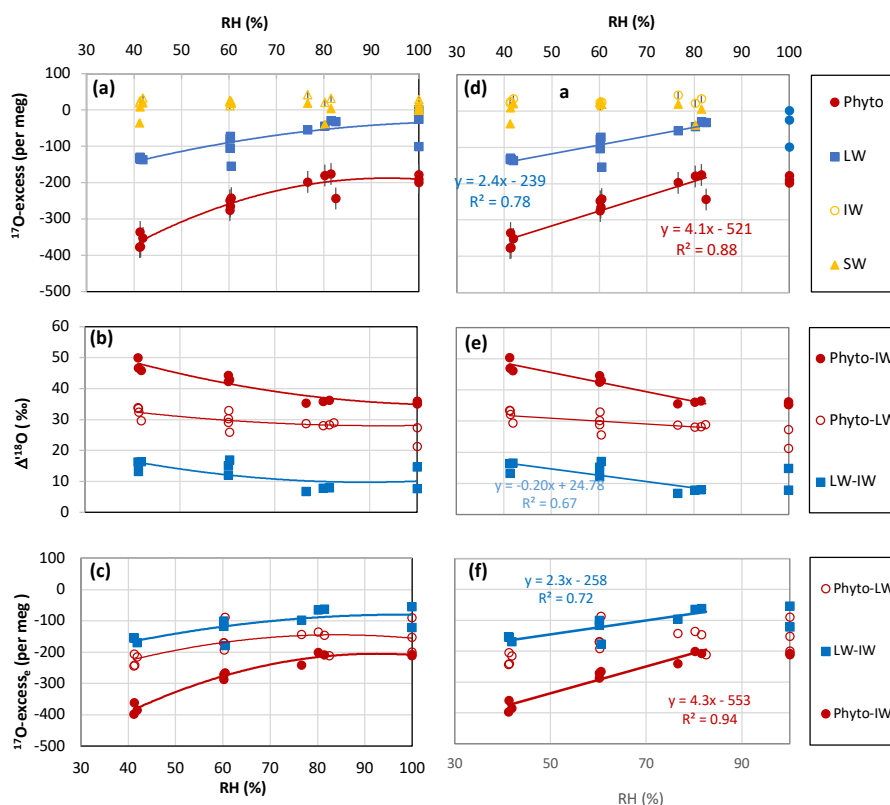 RH (%)
RH (%)
30 40 50 60 70 80 90 100
30 40 50 60 70 80 90 100
¹⁷O-excess (per meg)
100
0
-100
-200
-300
-400
-500
(a)
(d)
a
y = 2.4x - 239
R² = 0.78
y = 4.1x - 521
R² = 0.88
Phyto
LW
IW
SW
Δ'¹⁸O (‰)
60
50
40
30
20
10
0
(b)
(e)
y = -0.20x + 24.78
R² = 0.67
Phyto-IW
Phyto-LW
LW-IW
¹⁷O-excessₑ (per meg)
100
0
-100
-200
-300
-400
-500
(c)
(f)
y = 2.3x - 258
R² = 0.72
y = 4.3x - 553
R² = 0.94
Phyto-LW
LW-IW
Phyto-IW
30 40 50 60 70 80 90 100
30 50 70 90
RH (%)
RH (%)